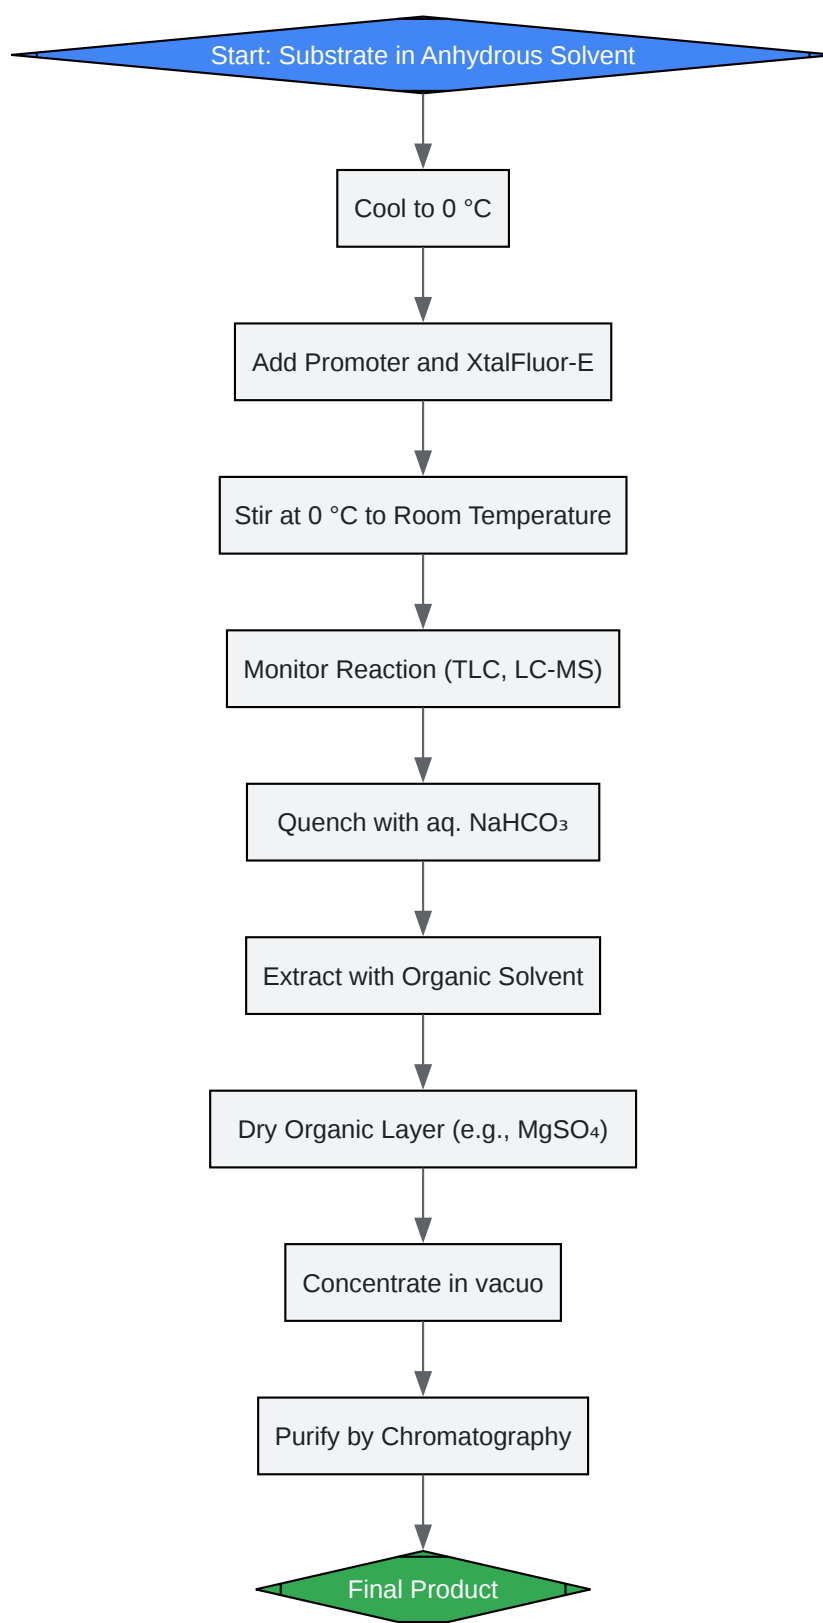 Start: Substrate in Anhydrous Solvent
Cool to 0 °C
Add Promoter and XtalFluor-E
Stir at 0 °C to Room Temperature
Monitor Reaction (TLC, LC-MS)
Quench with aq. NaHCO₃
Extract with Organic Solvent
Dry Organic Layer (e.g., MgSO₄)
Concentrate in vacuo
Purify by Chromatography
Final Product